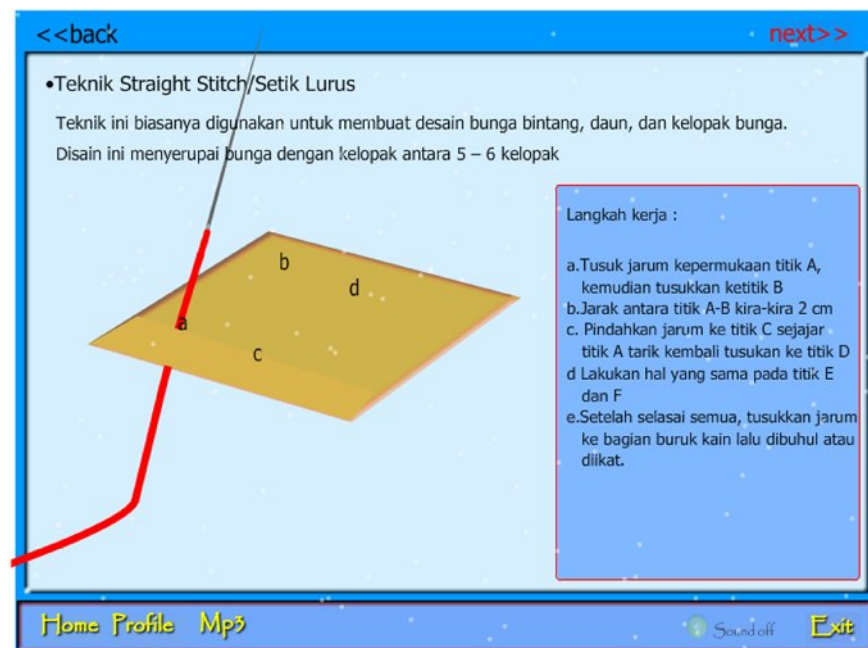 <<back
next>>
•Teknik Straight Stitch/Setik Lurus
Teknik ini biasanya digunakan untuk membuat desain bunga bintang, daun, dan kelopak bunga.
Disain ini menyerupai bunga dengan kelopak antara 5 – 6 kelopak
b
d
a
c
Langkah kerja :
a.Tusuk jarum kepermukaan titik A,
kemudian tusukkan ketitik B
b.Jarak antara titik A-B kira-kira 2 cm
c. Pindahkan jarum ke titik C sejajar
titik A tarik kembali tusukan ke titik D
d Lakukan hal yang sama pada titik E
dan F
e.Setelah selasai semua, tusukkan jarum
ke bagian buruk kain lalu dibuhul atau
diikat.
Home Profile Mp3
Sound off
Exit